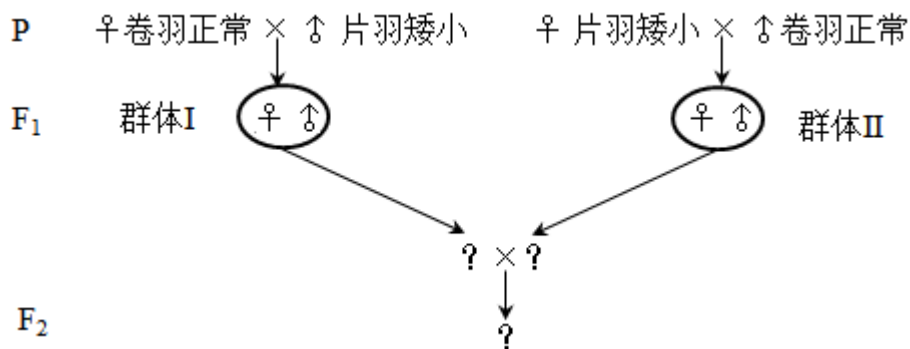 P ♀卷羽正常 × ♂片羽矮小 ♀片羽矮小 × ♂卷羽正常
F₁ 群体I ♀ ♂ ♀ ♂ 群体II
? × ?
F₂ ?